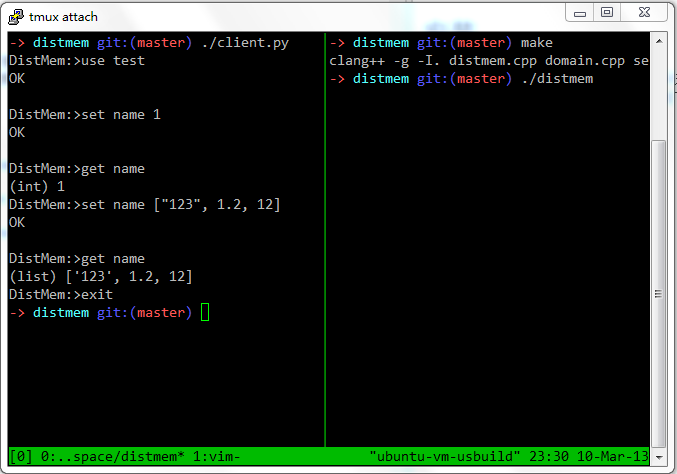 tmux attach
-> distmem git:(master) ./client.py
DistMem:>use test
OK
DistMem:>set name 1
OK
DistMem:>get name
(int) 1
DistMem:>set name ["123", 1.2, 12]
OK
DistMem:>get name
(list) ['123', 1.2, 12]
DistMem:>exit
-> distmem git:(master)
-> distmem git:(master) make
clang++ -g -I. distmem.cpp domain.cpp se
-> distmem git:(master) ./distmem
[0] 0:..space/distmem* 1:vim- "ubuntu-vm-usbuild" 23:30 10-Mar-13